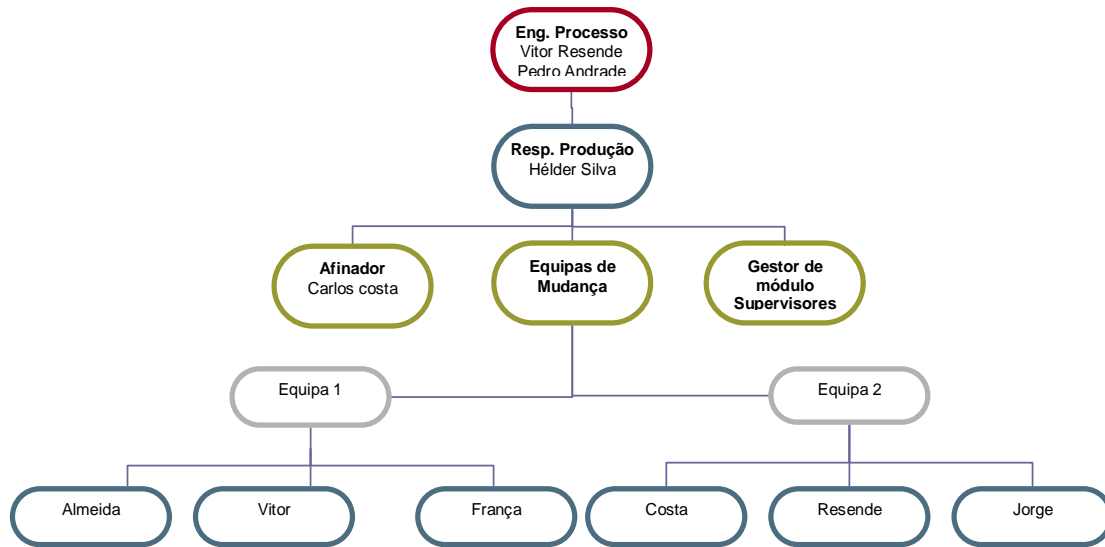 Eng. Processo
Vitor Resende
Pedro Andrade
Resp. Produção
Hélder Silva
Afinador
Carlos costa
Equipas de
Mudança
Gestor de
módulo
Supervisores
Equipa 1
Equipa 2
Almeida
Vitor
França
Costa
Resende
Jorge